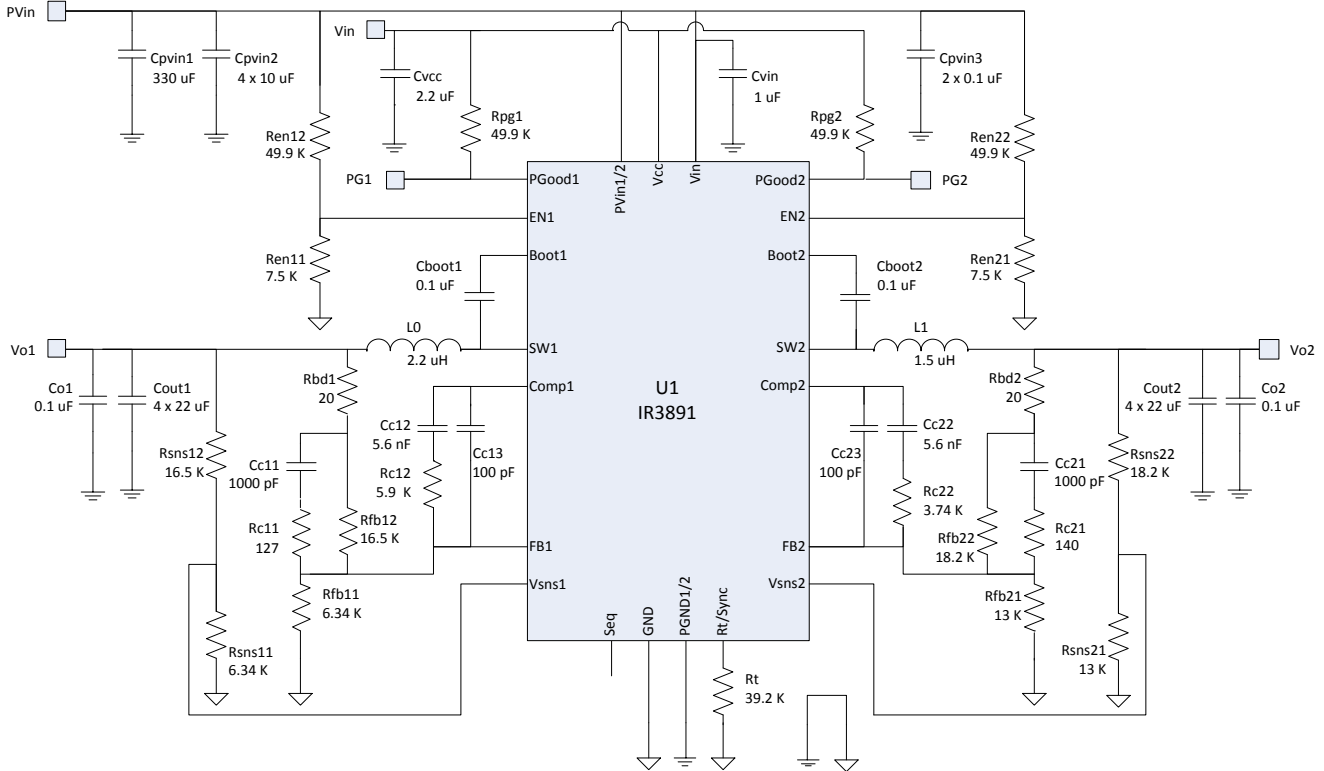 PVin
Vin
Cpvin1
330 uF
Cpvin2
4 x 10 uF
Cvcc
2.2 uF
Cvin
1 uF
Cpvin3
2 x 0.1 uF
Rpg1
49.9 K
Rpg2
49.9 K
Ren12
49.9 K
Ren22
49.9 K
PG1
PG2
PGood1
PVin1/2
Vcc
Vin
PGood2
EN1
EN2
Ren11
7.5 K
Ren21
7.5 K
Boot1
Boot2
Cboot1
0.1 uF
Cboot2
0.1 uF
Vo1
L0
2.2 uH
SW1
SW2
L1
1.5 uH
Vo2
U1
IR3891
Co1
0.1 uF
Cout1
4 x 22 uF
Rbd1
20
Comp1
Comp2
Rbd2
20
Cout2
4 x 22 uF
Co2
0.1 uF
Rsns12
16.5 K
Cc11
1000 pF
Cc12
5.6 nF
Cc13
100 pF
Rc12
5.9 K
Cc22
5.6 nF
Cc23
100 pF
Rc22
3.74 K
Cc21
1000 pF
Rsns22
18.2 K
Rc11
127
Rfb12
16.5 K
FB1
FB2
Rfb22
18.2 K
Rc21
140
Rfb11
6.34 K
Vsns1
Vsns2
Rfb21
13 K
Rsns11
6.34 K
Rsns21
13 K
Seq
GND
PGND1/2
Rt/Sync
Rt
39.2 K